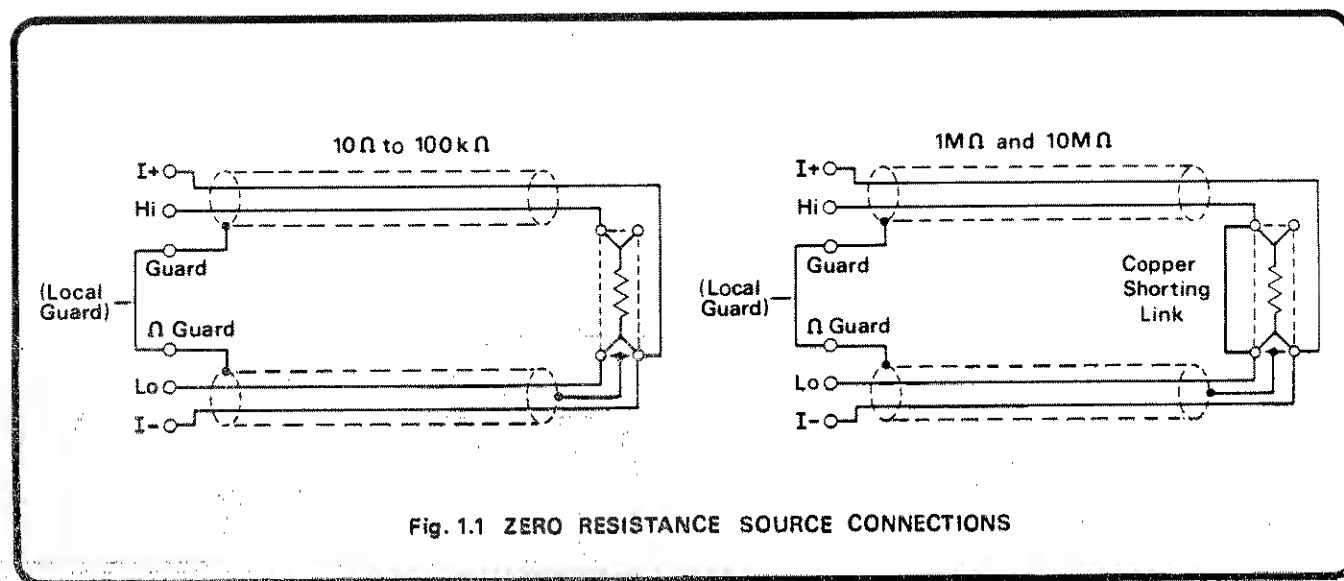 10Ω to 100kΩ
I+
Hi
Guard
(Local
Guard)
Ω Guard
Lo
I-
1MΩ and 10MΩ
I+
Hi
Guard
(Local
Guard)
Ω Guard
Lo
I-
Copper
Shorting
Link
Fig. 1.1 ZERO RESISTANCE SOURCE CONNECTIONS